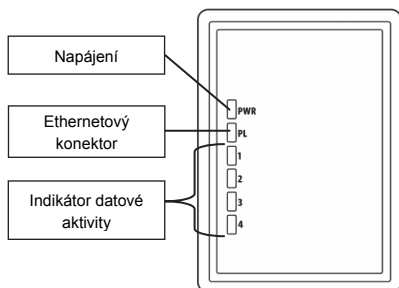 Napájení
PWR
Ethernetový
konektor
PL
1
2
Indikátor datové
aktivity
3
4